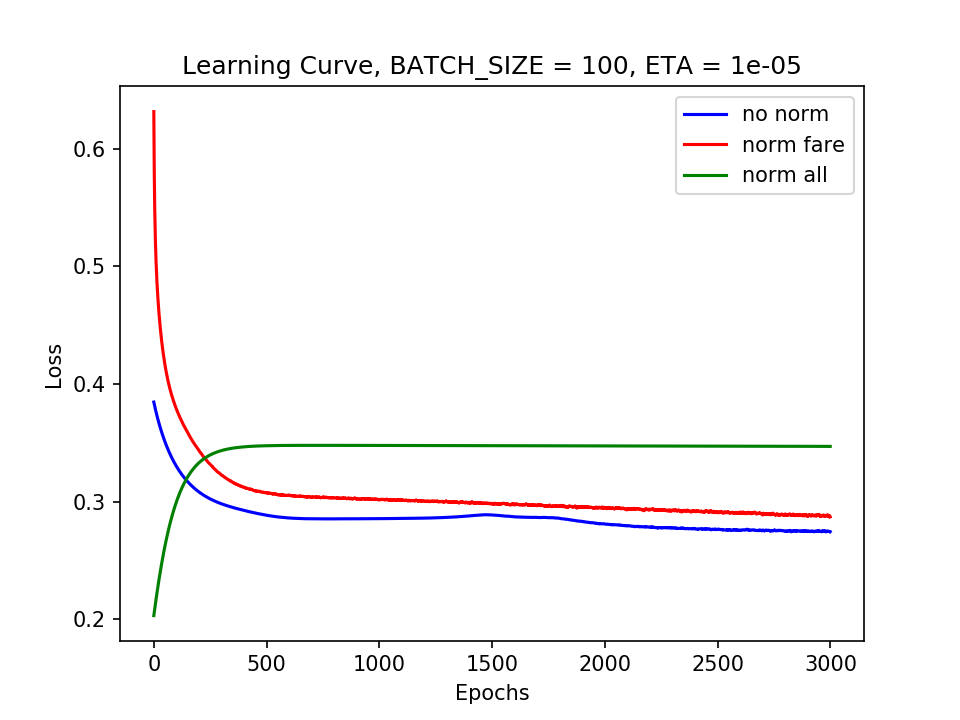 Learning Curve, BATCH_SIZE = 100, ETA = 1e-05
no norm
norm fare
norm all
Loss
0.6
0.5
0.4
0.3
0.2
0 500 1000 1500 2000 2500 3000
Epochs